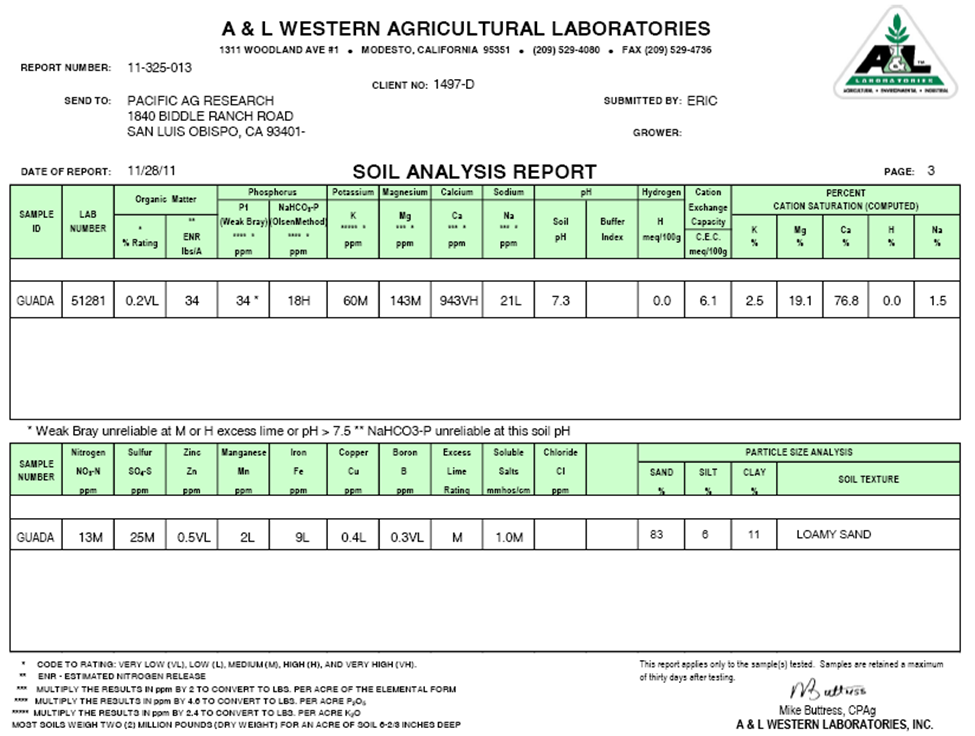 A & L WESTERN AGRICULTURAL LABORATORIES
1311 WOODLAND AVE #1 • MODESTO, CALIFORNIA 95351 • (209) 529-4080 • FAX (209) 529-4736
A&L
LABORATORIES
AGRICULTURAL • ENVIRONMENTAL • INDUSTRIAL
REPORT NUMBER: 11-325-013
CLIENT NO: 1497-D
SEND TO: PACIFIC AG RESEARCH
1840 BIDDLE RANCH ROAD
SAN LUIS OBISPO, CA 93401-
SUBMITTED BY: ERIC
GROWER:
DATE OF REPORT: 11/28/11
SOIL ANALYSIS REPORT
PAGE: 3
SAMPLE ID
LAB NUMBER
Organic Matter
* % Rating
** ENR lbs/A
Phosphorus
P1 (Weak Bray) **** * ppm
NaHCO₃-P (OlsenMethod) **** * ppm
Potassium K ***** * ppm
Magnesium Mg *** * ppm
Calcium Ca *** * ppm
Sodium Na *** * ppm
pH
Soil pH
Buffer Index
Hydrogen H meq/100g
Cation Exchange Capacity C.E.C. meq/100g
PERCENT CATION SATURATION (COMPUTED)
K %
Mg %
Ca %
H %
Na %
GUADA 51281 0.2VL 34 34 * 18H 60M 143M 943VH 21L 7.3 0.0 6.1 2.5 19.1 76.8 0.0 1.5
* Weak Bray unreliable at M or H excess lime or pH > 7.5 ** NaHCO3-P unreliable at this soil pH
SAMPLE NUMBER
Nitrogen NO₃-N ppm
Sulfur SO₄-S ppm
Zinc Zn ppm
Manganese Mn ppm
Iron Fe ppm
Copper Cu ppm
Boron B ppm
Excess Lime Rating
Soluble Salts mmhos/cm
Chloride Cl ppm
PARTICLE SIZE ANALYSIS
SAND %
SILT %
CLAY %
SOIL TEXTURE
GUADA 13M 25M 0.5VL 2L 9L 0.4L 0.3VL M 1.0M 83 6 11 LOAMY SAND
* CODE TO RATING: VERY LOW (VL), LOW (L), MEDIUM (M), HIGH (H), AND VERY HIGH (VH).
** ENR - ESTIMATED NITROGEN RELEASE
*** MULTIPLY THE RESULTS IN ppm BY 2 TO CONVERT TO LBS. PER ACRE OF THE ELEMENTAL FORM
**** MULTIPLY THE RESULTS IN ppm BY 4.6 TO CONVERT TO LBS. PER ACRE P₂O₅
***** MULTIPLY THE RESULTS IN ppm BY 2.4 TO CONVERT TO LBS. PER ACRE K₂O
MOST SOILS WEIGH TWO (2) MILLION POUNDS (DRY WEIGHT) FOR AN ACRE OF SOIL 6-2/3 INCHES DEEP
This report applies only to the sample(s) tested. Samples are retained a maximum
of thirty days after testing.
M Buttress
Mike Buttress, CPAg
A & L WESTERN LABORATORIES, INC.